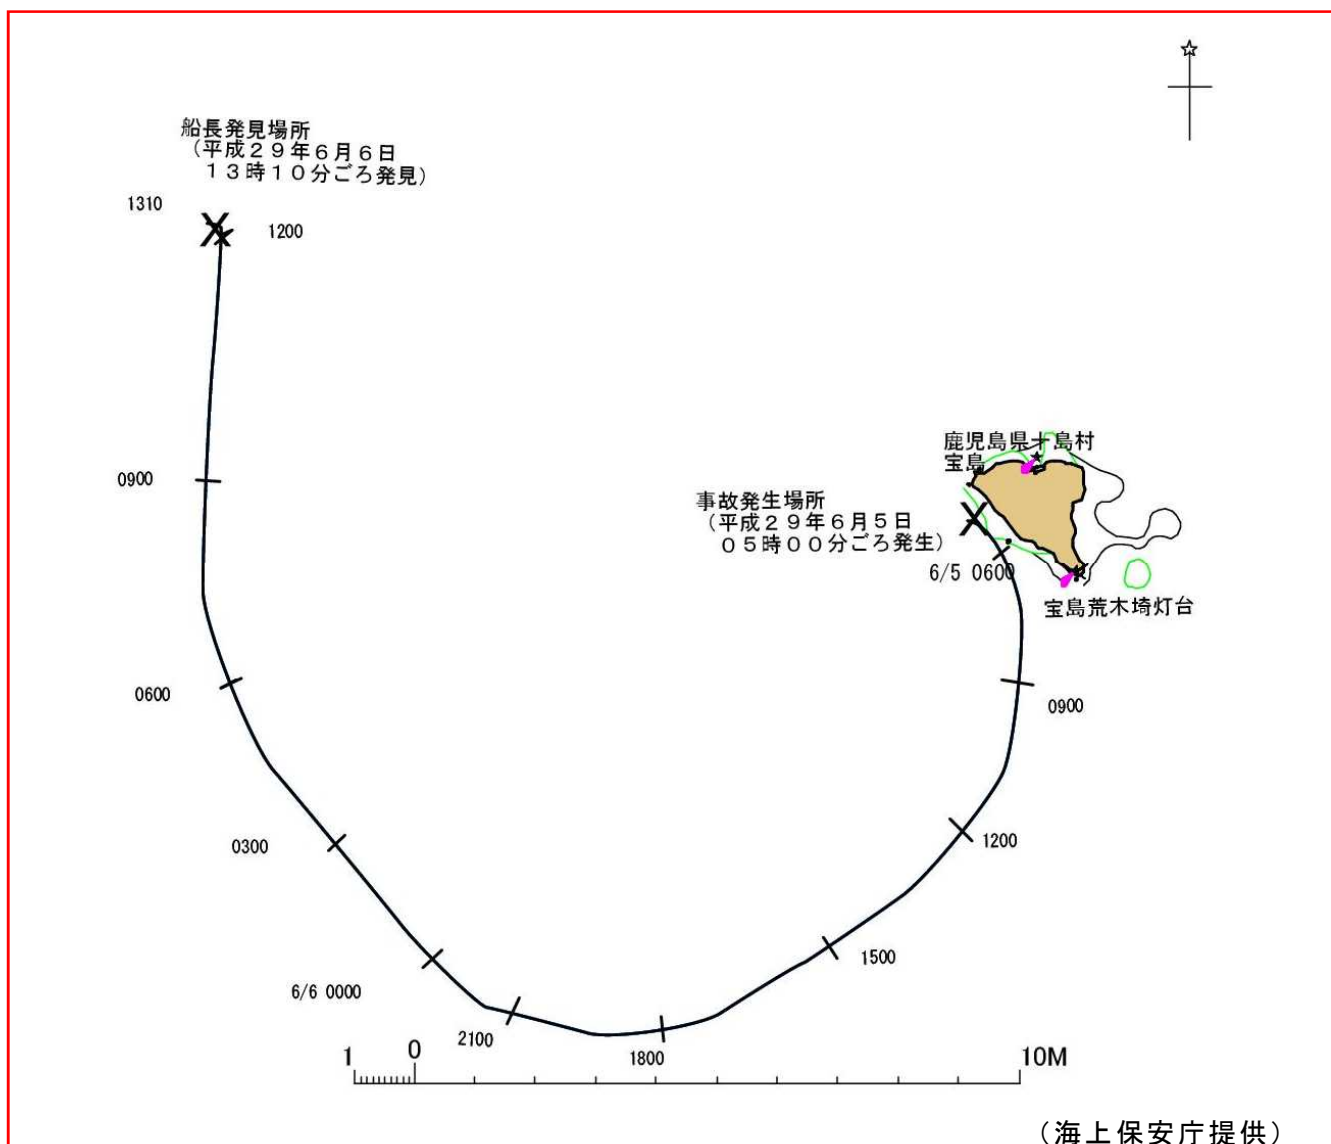 船長発見場所
（平成２９年６月６日
１３時１０分ごろ発見）
1310
1200
鹿児島県十島村
宝島
0900
事故発生場所
（平成２９年６月５日
０５時００分ごろ発生）
6/5 0600
宝島荒木埼灯台
0600
0900
0300
1200
1500
6/6 0000
2100
1800
1
0
10M
（海上保安庁提供）